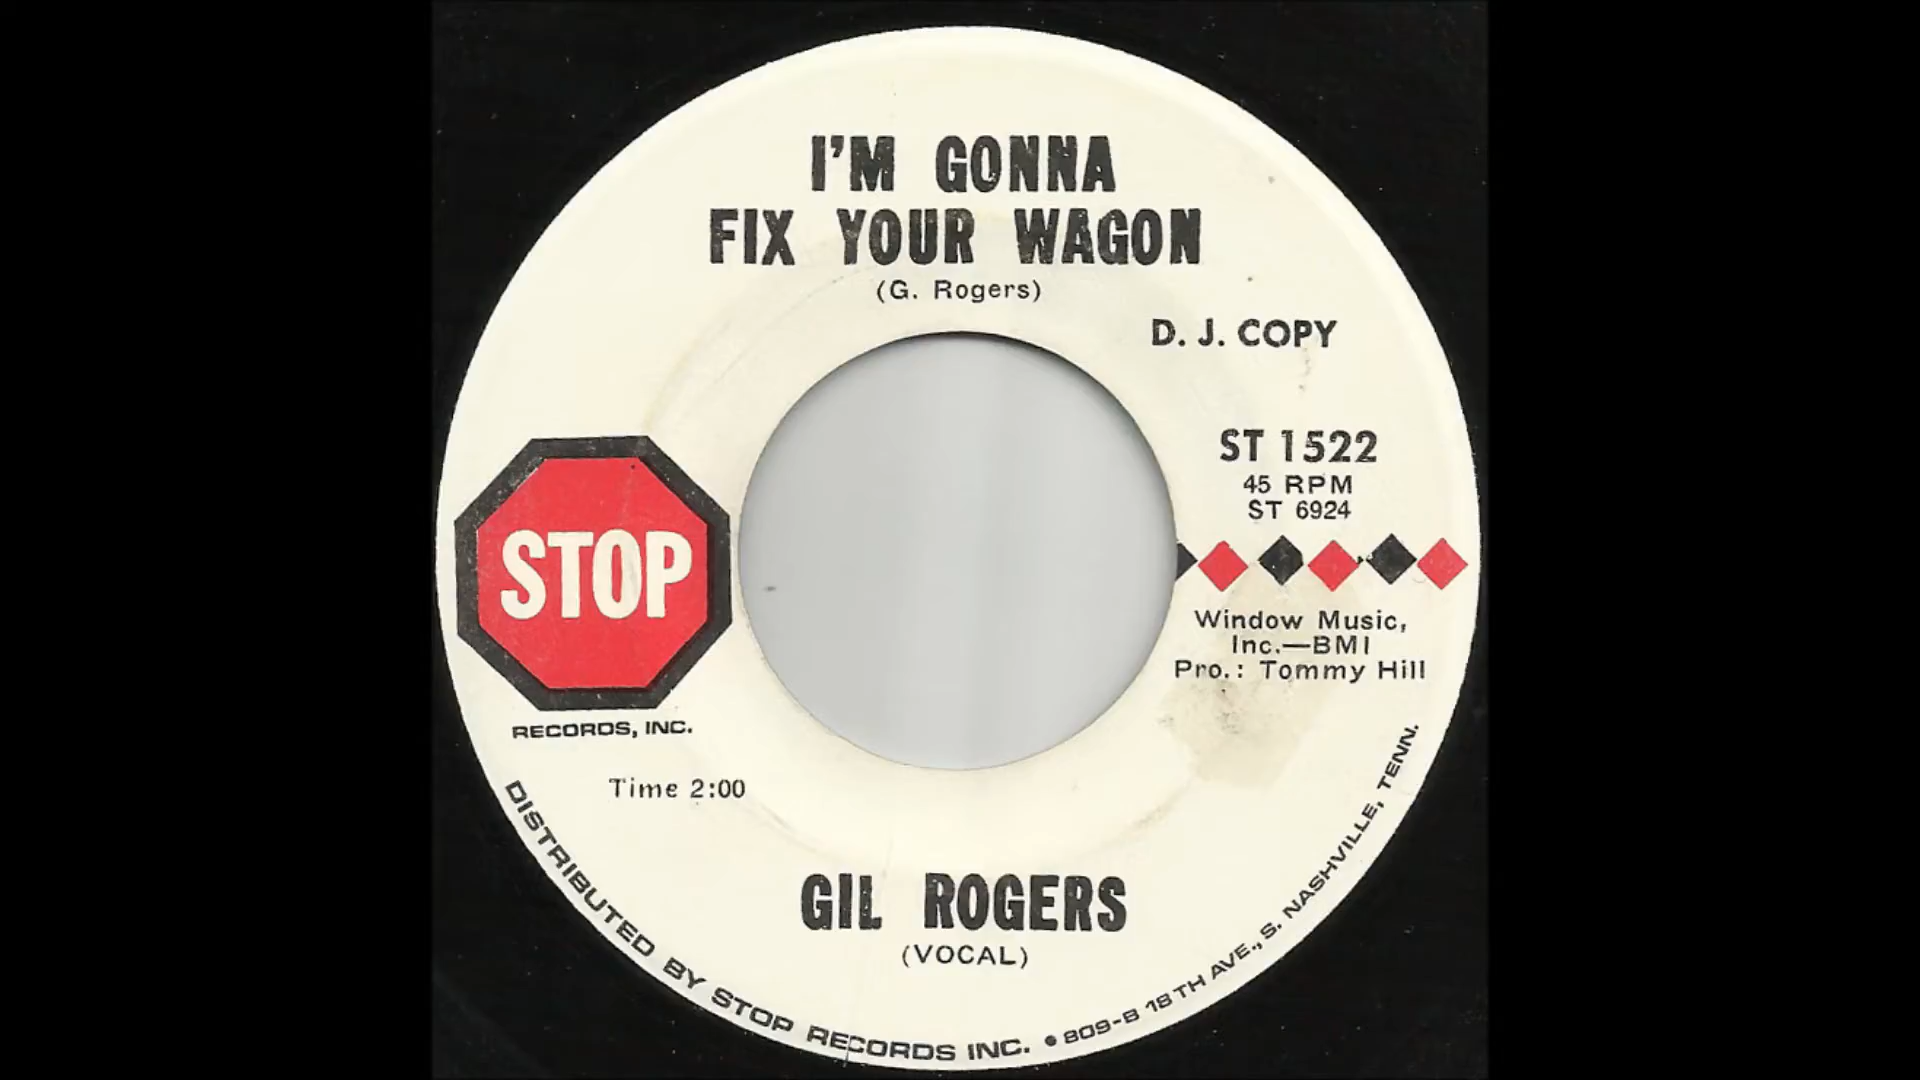 I'M GONNA
FIX YOUR WAGON
(G. Rogers)
D. J. COPY
ST 1522
45 RPM
ST 6924
STOP
RECORDS, INC.
Window Music,
Inc.—BMI
Pro.: Tommy Hill
Time 2:00
GIL ROGERS
(VOCAL)
DISTRIBUTED BY STOP RECORDS INC. • 809-B 18TH AVE., S. NASHVILLE, TENN.